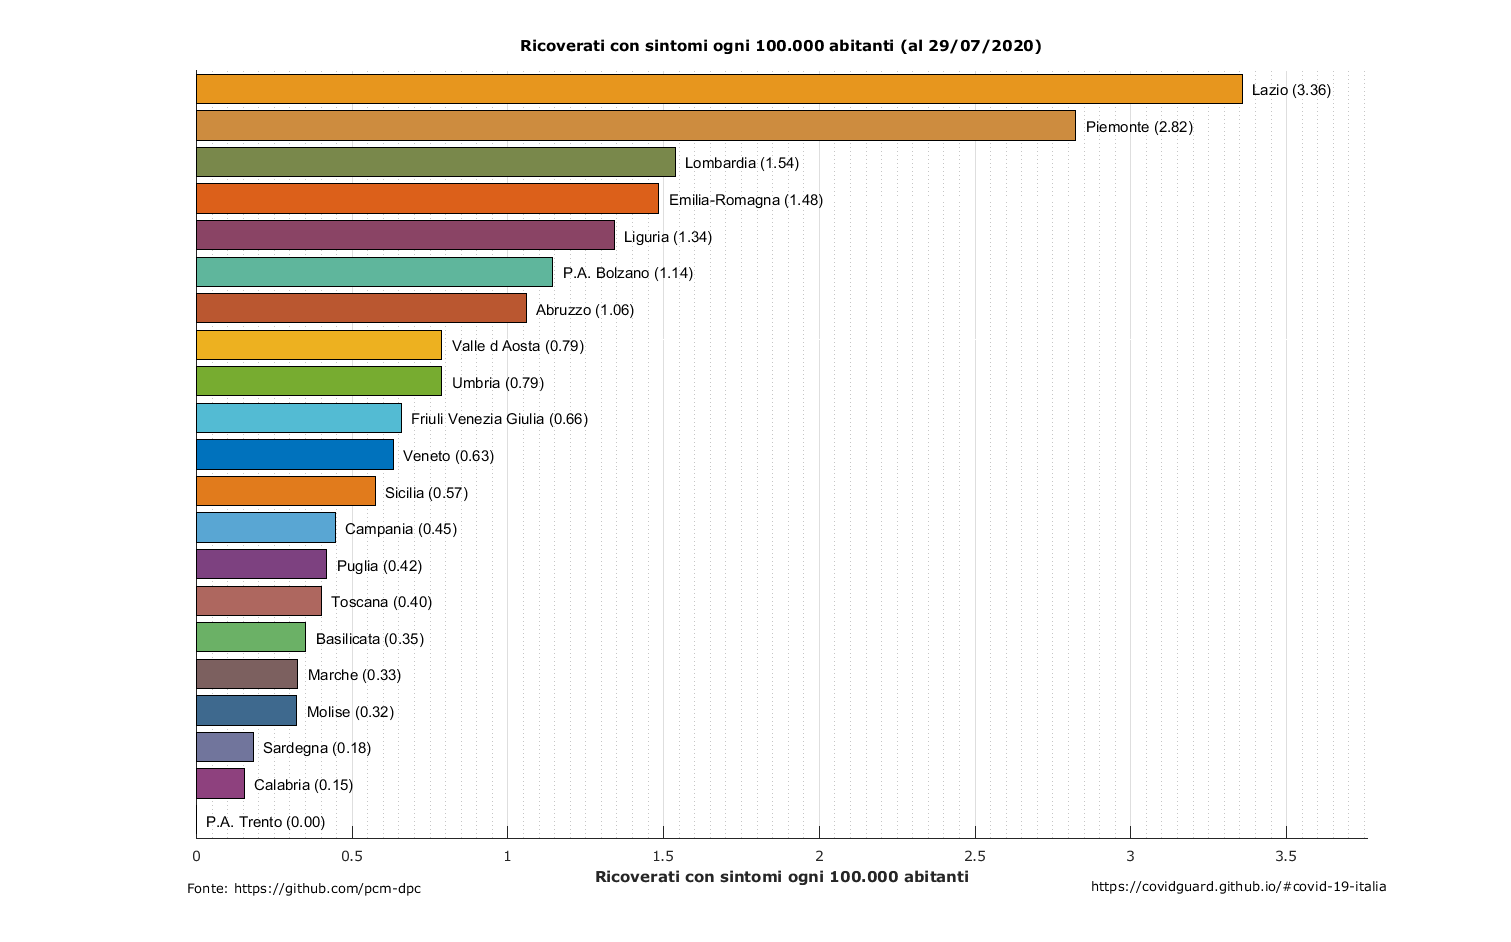 Ricoverati con sintomi ogni 100.000 abitanti (al 29/07/2020)
Lazio (3.36)
Piemonte (2.82)
Lombardia (1.54)
Emilia-Romagna (1.48)
Liguria (1.34)
P.A. Bolzano (1.14)
Abruzzo (1.06)
Valle d Aosta (0.79)
Umbria (0.79)
Friuli Venezia Giulia (0.66)
Veneto (0.63)
Sicilia (0.57)
Campania (0.45)
Puglia (0.42)
Toscana (0.40)
Basilicata (0.35)
Marche (0.33)
Molise (0.32)
Sardegna (0.18)
Calabria (0.15)
P.A. Trento (0.00)
0 0.5 1 1.5 2 2.5 3 3.5
Ricoverati con sintomi ogni 100.000 abitanti
Fonte: https://github.com/pcm-dpc
https://covidguard.github.io/#covid-19-italia